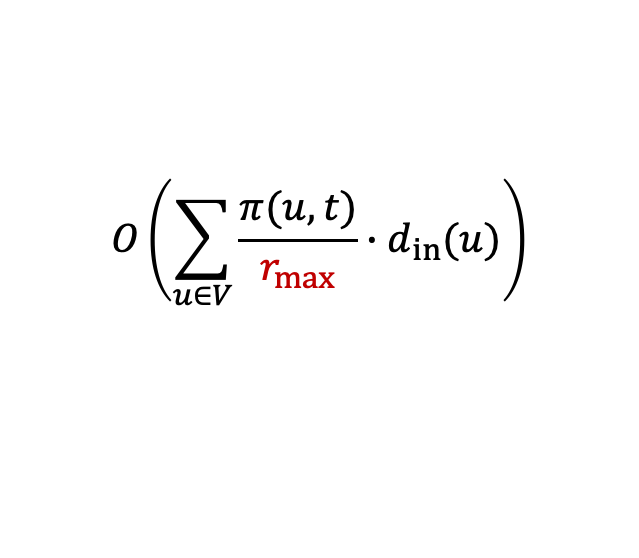 O(∑_{u∈V} π(u, t)/r_max · d_in(u))